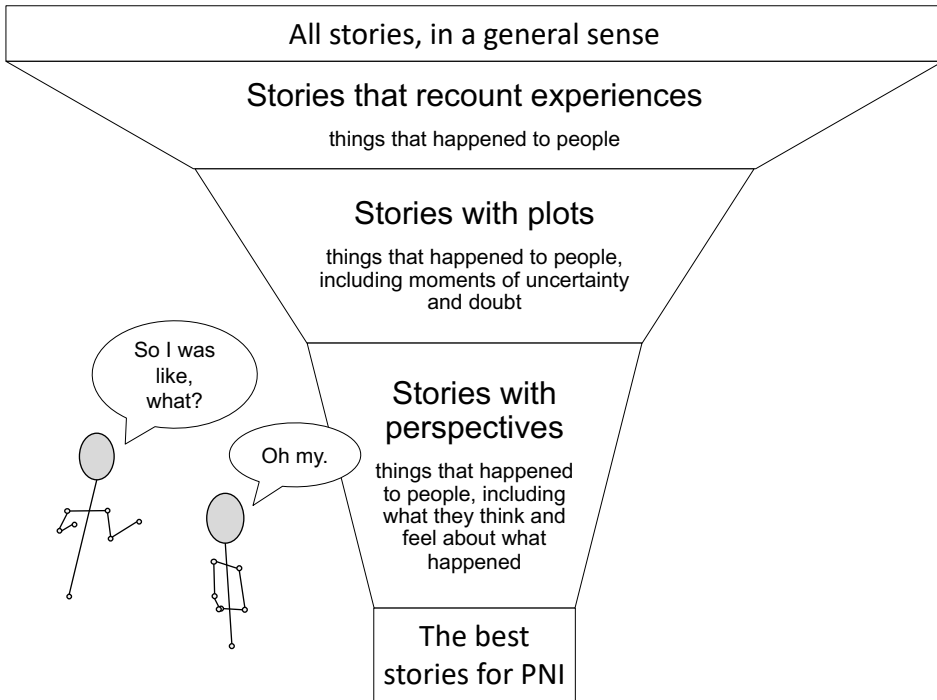 All stories, in a general sense
Stories that recount experiences
things that happened to people
Stories with plots
things that happened to people,
including moments of uncertainty
and doubt
So I was
like,
what?
Oh my.
Stories with
perspectives
things that happened
to people, including
what they think and
feel about what
happened
The best
stories for PNI